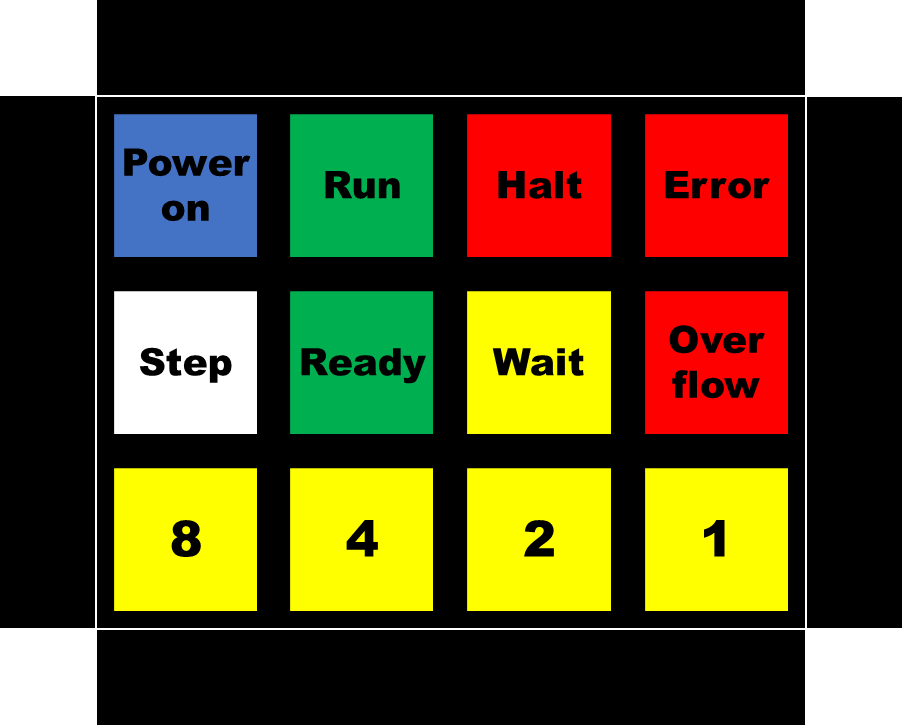 Power
on
Run
Halt
Error
Step
Ready
Wait
Over
flow
8
4
2
1